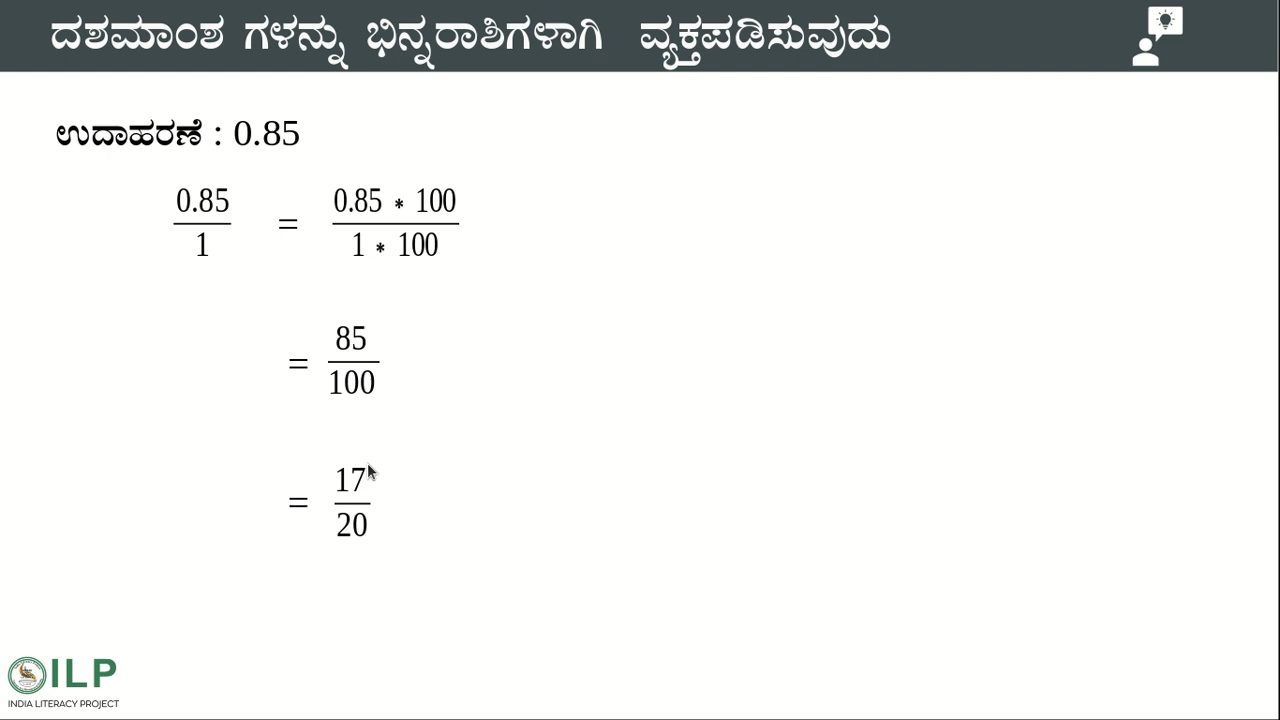 ದಶಮಾಂಶ ಗಳನ್ನು ಭಿನ್ನರಾಶಿಗಳಾಗಿ ವ್ಯಕ್ತಪಡಿಸುವುದು
ಉದಾಹರಣೆ : 0.85
0.85 / 1 = 0.85 * 100 / 1 * 100
= 85 / 100
= 17 / 20
ILP
INDIA LITERACY PROJECT